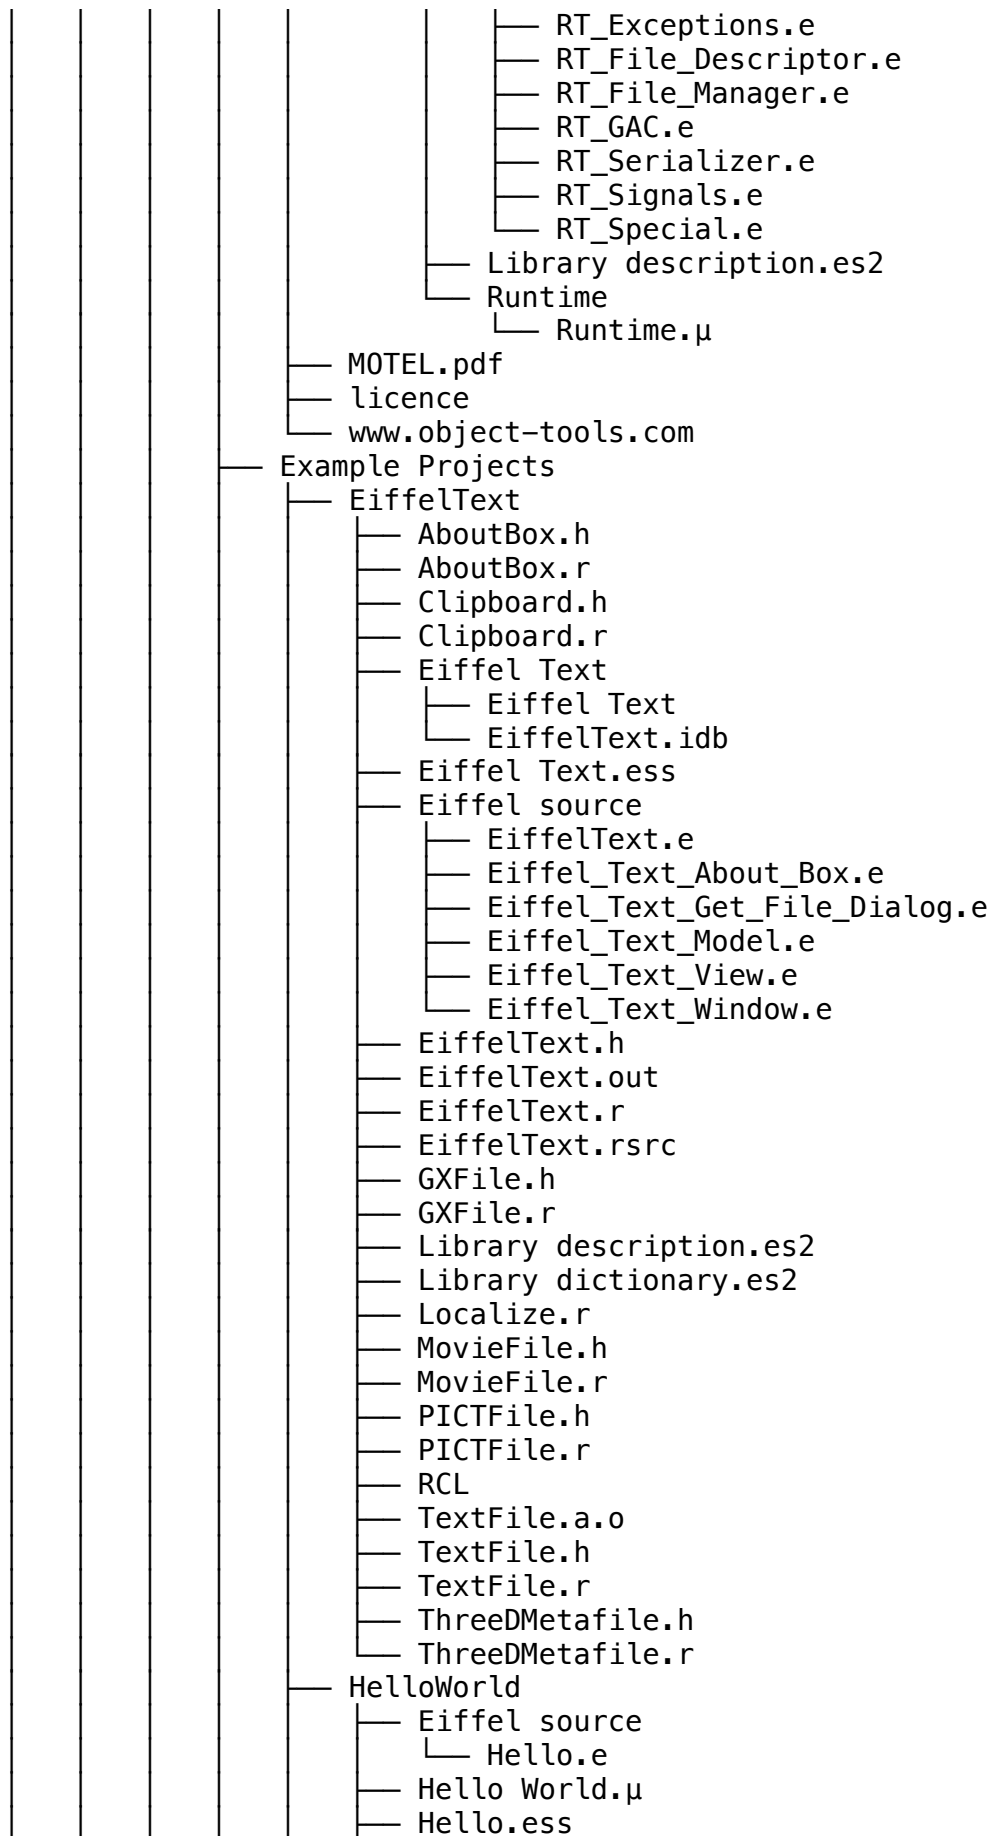 RT_Exceptions.e
RT_File_Descriptor.e
RT_File_Manager.e
RT_GAC.e
RT_Serializer.e
RT_Signals.e
RT_Special.e
Library description.es2
Runtime
Runtime.µ
MOTEL.pdf
licence
www.object-tools.com
Example Projects
EiffelText
AboutBox.h
AboutBox.r
Clipboard.h
Clipboard.r
Eiffel Text
Eiffel Text
EiffelText.idb
Eiffel Text.ess
Eiffel source
EiffelText.e
Eiffel_Text_About_Box.e
Eiffel_Text_Get_File_Dialog.e
Eiffel_Text_Model.e
Eiffel_Text_View.e
Eiffel_Text_Window.e
EiffelText.h
EiffelText.out
EiffelText.r
EiffelText.rsrc
GXFile.h
GXFile.r
Library description.es2
Library dictionary.es2
Localize.r
MovieFile.h
MovieFile.r
PICTFile.h
PICTFile.r
RCL
TextFile.a.o
TextFile.h
TextFile.r
ThreeDMetafile.h
ThreeDMetafile.r
HelloWorld
Eiffel source
Hello.e
Hello World.µ
Hello.ess